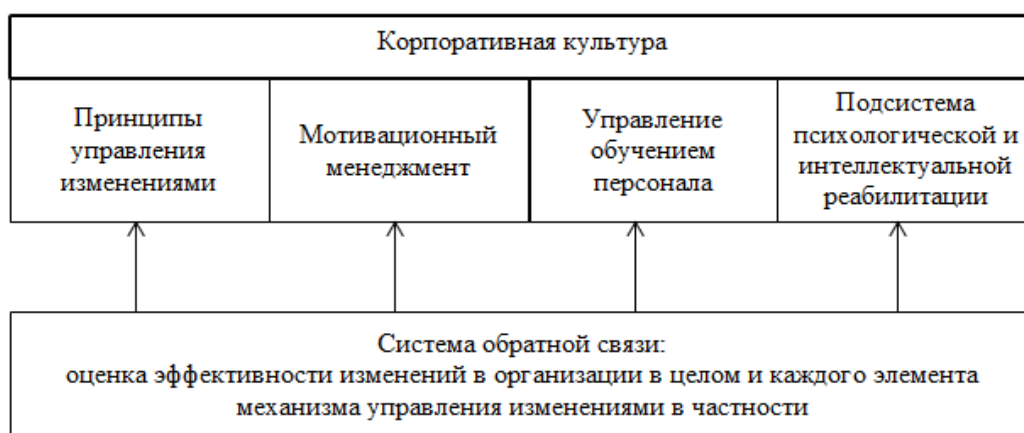 Корпоративная культура
Принципы
управления
изменениями
Мотивационный
менеджмент
Управление
обучением
персонала
Подсистема
психологической и
интеллектуальной
реабилитации
Система обратной связи:
оценка эффективности изменений в организации в целом и каждого элемента
механизма управления изменениями в частности